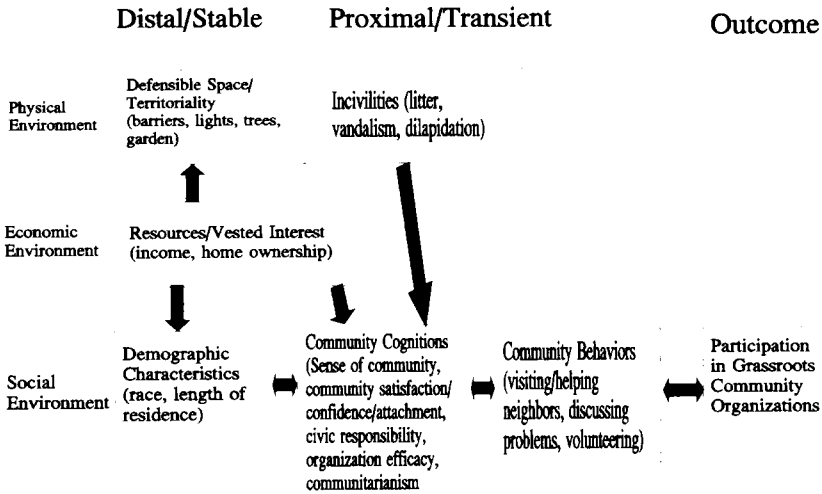 Distal/Stable
Proximal/Transient
Outcome
Physical
Environment
Defensible Space/
Territoriality
(barriers, lights, trees,
garden)
Incivilities (litter,
vandalism, dilapidation)
Economic
Environment
Resources/Vested Interest
(income, home ownership)
Social
Environment
Demographic
Characteristics
(race, length of
residence)
Community Cognitions
(Sense of community,
community satisfaction/
confidence/attachment,
civic responsibility,
organization efficacy,
communitarianism
Community Behaviors
(visiting/helping
neighbors, discussing
problems, volunteering)
Participation
in Grassroots
Community
Organizations